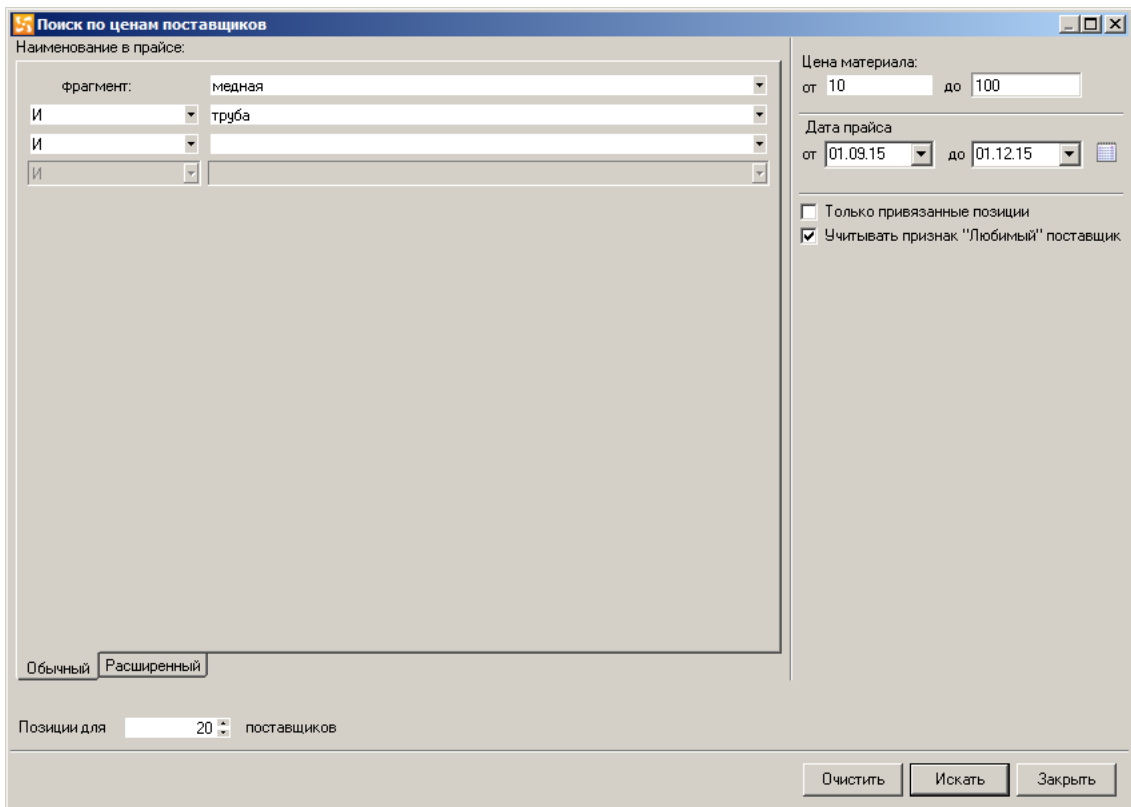 Поиск по ценам поставщиков
Наименование в прайсе:
фрагмент: медная
И труба
И
И
Обычный Расширенный
Позиции для 20 поставщиков
Цена материала:
от 10 до 100
Дата прайса
от 01.09.15 до 01.12.15
Только привязанные позиции
Учитывать признак "Любимый" поставщик
Очистить Искать Закрыть